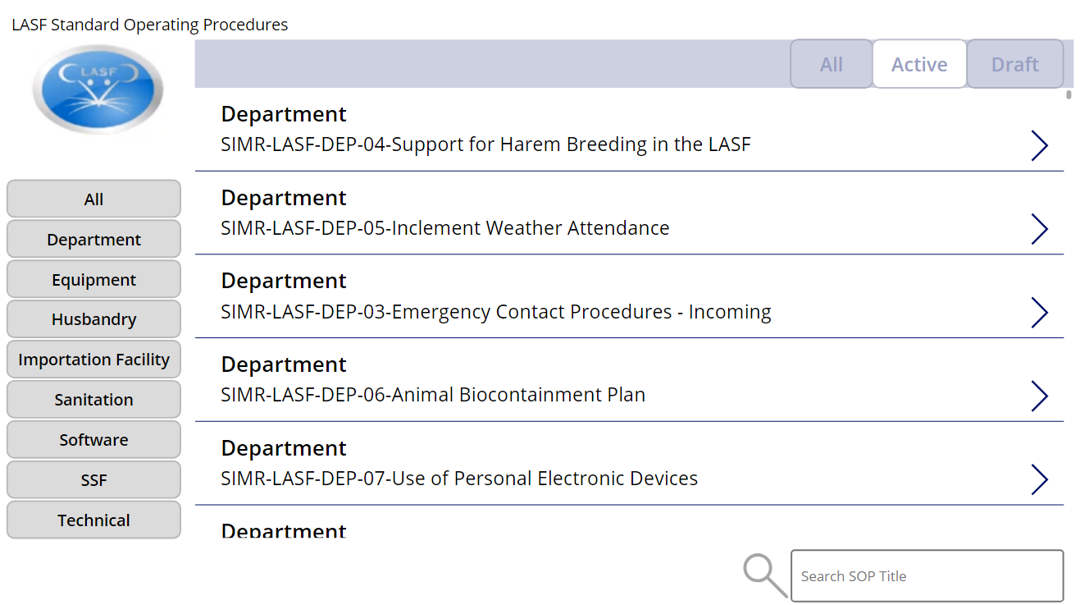 LASF Standard Operating Procedures
LASF
All
Active
Draft
Department
SIMR-LASF-DEP-04-Support for Harem Breeding in the LASF
Department
SIMR-LASF-DEP-05-Inclement Weather Attendance
Department
SIMR-LASF-DEP-03-Emergency Contact Procedures - Incoming
Department
SIMR-LASF-DEP-06-Animal Biocontainment Plan
Department
SIMR-LASF-DEP-07-Use of Personal Electronic Devices
Department
All
Department
Equipment
Husbandry
Importation Facility
Sanitation
Software
SSF
Technical
Search SOP Title